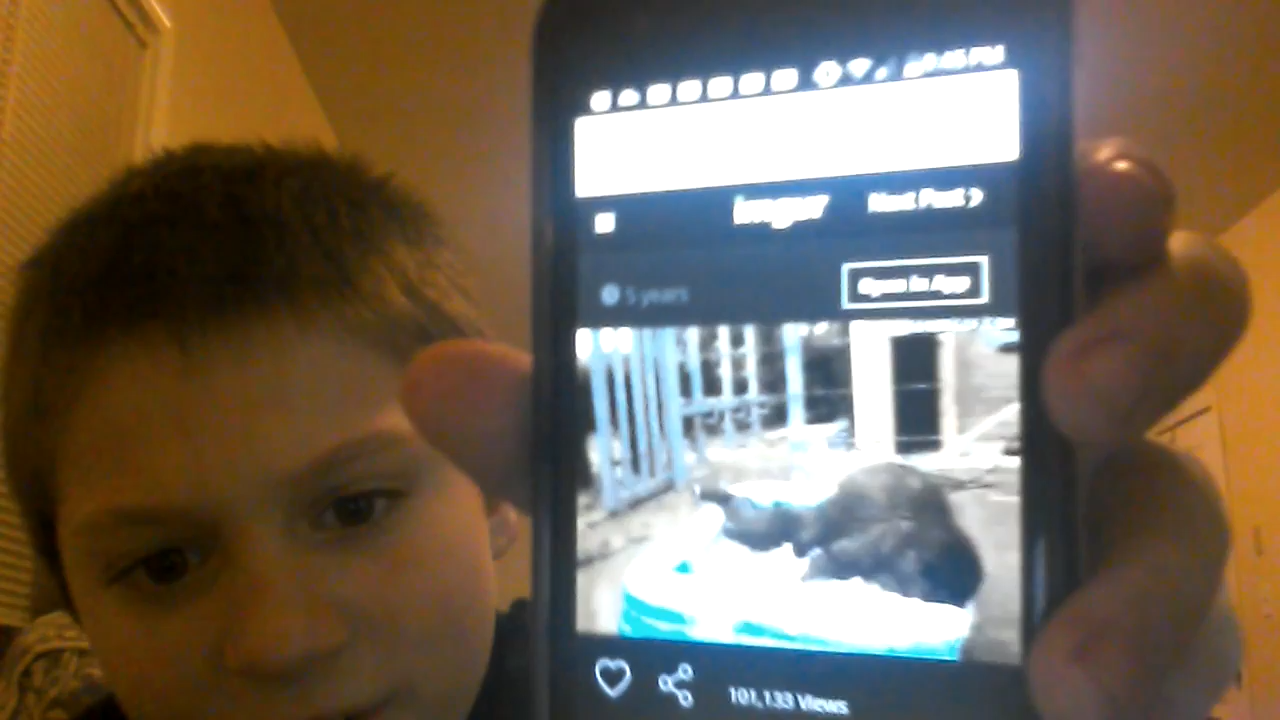 imgur
Next Post >
5 years
Open In App
101,133 Views